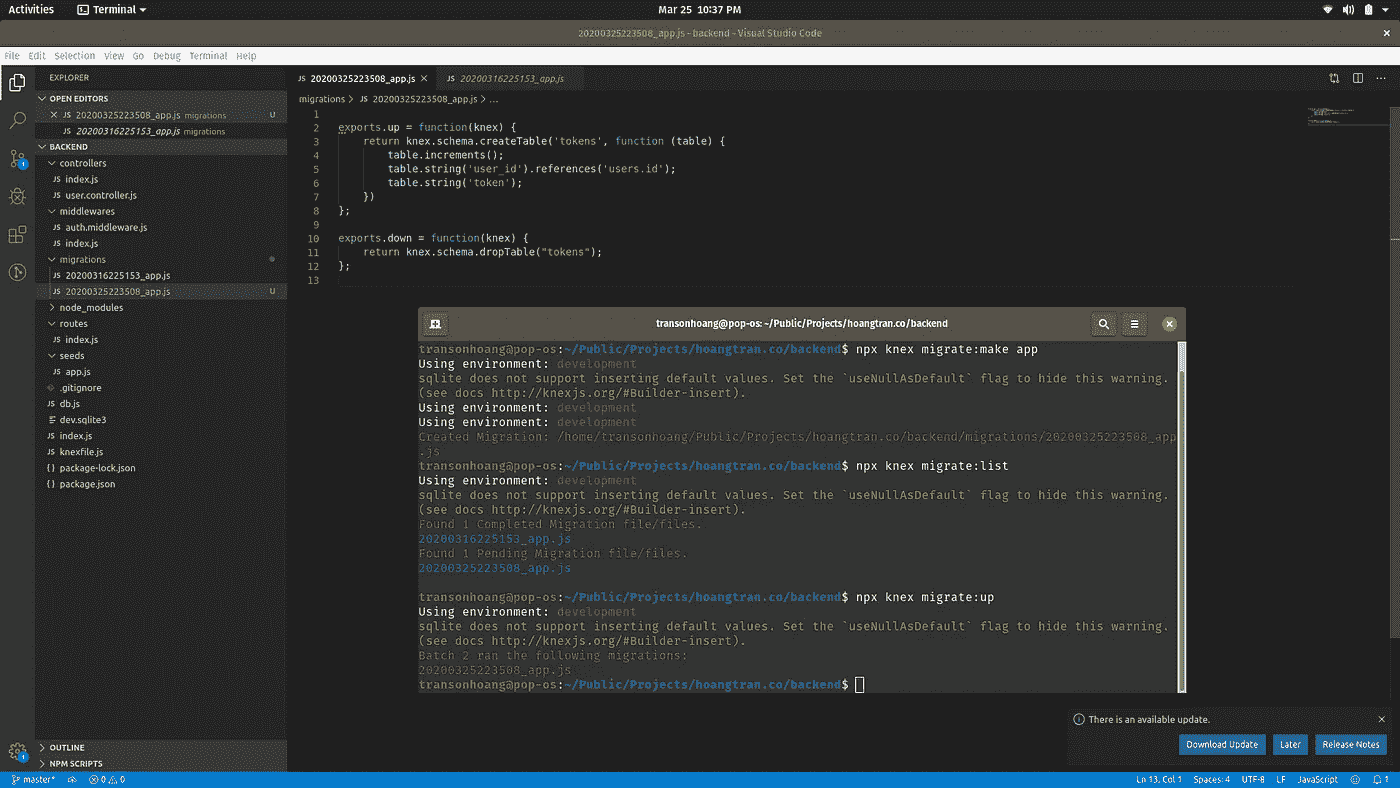 Activities Terminal Mar 25 10:37 PM
20200325223508_app.js - backend - Visual Studio Code
File Edit Selection View Go Debug Terminal Help
EXPLORER
OPEN EDITORS
JS 20200325223508_app.js migrations U
JS 20200316225153_app.js migrations
BACKEND
controllers
JS index.js
JS user.controller.js
middlewares
JS auth.middleware.js
JS index.js
migrations
JS 20200316225153_app.js
JS 20200325223508_app.js U
node_modules
routes
JS index.js
seeds
JS app.js
.gitignore
JS db.js
dev.sqlite3
JS index.js
JS knexfile.js
{} package-lock.json
{} package.json
OUTLINE
NPM SCRIPTS
1
1
JS 20200325223508_app.js JS 20200316225153_app.js
migrations > JS 20200325223508_app.js > ...
1
2 exports.up = function(knex) {
3 return knex.schema.createTable('tokens', function (table) {
4 table.increments();
5 table.string('user_id').references('users.id');
6 table.string('token');
7 })
8 };
9
10 exports.down = function(knex) {
11 return knex.schema.dropTable("tokens");
12 };
13
transonhoang@pop-os: ~/Public/Projects/hoangtran.co/backend
transonhoang@pop-os:~/Public/Projects/hoangtran.co/backend$ npx knex migrate:make app
Using environment: development
sqlite does not support inserting default values. Set the `useNullAsDefault` flag to hide this warning.
(see docs http://knexjs.org/#Builder-insert).
Using environment: development
Using environment: development
Created Migration: /home/transonhoang/Public/Projects/hoangtran.co/backend/migrations/20200325223508_app
.js
transonhoang@pop-os:~/Public/Projects/hoangtran.co/backend$ npx knex migrate:list
Using environment: development
sqlite does not support inserting default values. Set the `useNullAsDefault` flag to hide this warning.
(see docs http://knexjs.org/#Builder-insert).
Found 1 Completed Migration file/files.
20200316225153_app.js
Found 1 Pending Migration file/files.
20200325223508_app.js
transonhoang@pop-os:~/Public/Projects/hoangtran.co/backend$ npx knex migrate:up
Using environment: development
sqlite does not support inserting default values. Set the `useNullAsDefault` flag to hide this warning.
(see docs http://knexjs.org/#Builder-insert).
Batch 2 ran the following migrations:
20200325223508_app.js
transonhoang@pop-os:~/Public/Projects/hoangtran.co/backend$
There is an available update.
Download Update Later Release Notes
master* 0 0 Ln 13, Col 1 Spaces: 4 UTF-8 LF JavaScript 1